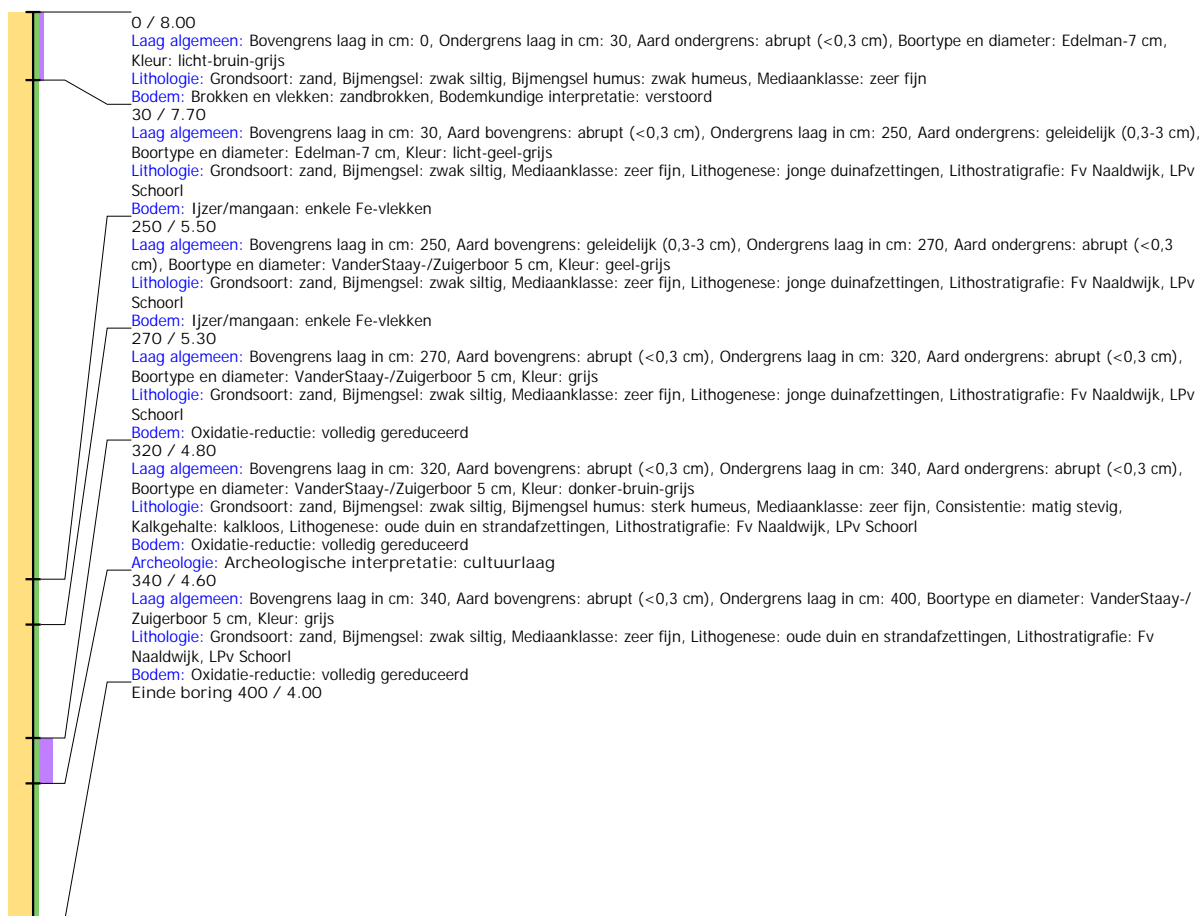 0 / 8.00
Laag algemeen: Bovengrens laag in cm: 0, Ondergrens laag in cm: 30, Aard ondergrens: abrupt (<0,3 cm), Boortype en diameter: Edelman-7 cm,
Kleur: licht-bruin-grijs
Lithologie: Grondsoort: zand, Bijmengsel: zwak siltig, Bijmengsel humus: zwak humeus, Mediaanklasse: zeer fijn
Bodem: Brokken en vlekken: zandbrokken, Bodemkundige interpretatie: verstoord
30 / 7.70
Laag algemeen: Bovengrens laag in cm: 30, Aard bovengrens: abrupt (<0,3 cm), Ondergrens laag in cm: 250, Aard ondergrens: geleidelijk (0,3-3 cm),
Boortype en diameter: Edelman-7 cm, Kleur: licht-geel-grijs
Lithologie: Grondsoort: zand, Bijmengsel: zwak siltig, Mediaanklasse: zeer fijn, Lithogenese: jonge duinafzettingen, Lithostratigrafie: Fv Naaldwijk, LPv
Schoorl
Bodem: Ijzer/mangaan: enkele Fe-vlekken
250 / 5.50
Laag algemeen: Bovengrens laag in cm: 250, Aard bovengrens: geleidelijk (0,3-3 cm), Ondergrens laag in cm: 270, Aard ondergrens: abrupt (<0,3
cm), Boortype en diameter: VanderStaay-/Zuigerboor 5 cm, Kleur: geel-grijs
Lithologie: Grondsoort: zand, Bijmengsel: zwak siltig, Mediaanklasse: zeer fijn, Lithogenese: jonge duinafzettingen, Lithostratigrafie: Fv Naaldwijk, LPv
Schoorl
Bodem: Ijzer/mangaan: enkele Fe-vlekken
270 / 5.30
Laag algemeen: Bovengrens laag in cm: 270, Aard bovengrens: abrupt (<0,3 cm), Ondergrens laag in cm: 320, Aard ondergrens: abrupt (<0,3 cm),
Boortype en diameter: VanderStaay-/Zuigerboor 5 cm, Kleur: grijs
Lithologie: Grondsoort: zand, Bijmengsel: zwak siltig, Mediaanklasse: zeer fijn, Lithogenese: jonge duinafzettingen, Lithostratigrafie: Fv Naaldwijk, LPv
Schoorl
Bodem: Oxidatie-reductie: volledig gereduceerd
320 / 4.80
Laag algemeen: Bovengrens laag in cm: 320, Aard bovengrens: abrupt (<0,3 cm), Ondergrens laag in cm: 340, Aard ondergrens: abrupt (<0,3 cm),
Boortype en diameter: VanderStaay-/Zuigerboor 5 cm, Kleur: donker-bruin-grijs
Lithologie: Grondsoort: zand, Bijmengsel: zwak siltig, Bijmengsel humus: sterk humeus, Mediaanklasse: zeer fijn, Consistentie: matig stevig,
Kalkgehalte: kalkloos, Lithogenese: oude duin en strandafzettingen, Lithostratigrafie: Fv Naaldwijk, LPv Schoorl
Bodem: Oxidatie-reductie: volledig gereduceerd
Archeologie: Archeologische interpretatie: cultuurlaag
340 / 4.60
Laag algemeen: Bovengrens laag in cm: 340, Aard bovengrens: abrupt (<0,3 cm), Ondergrens laag in cm: 400, Boortype en diameter: VanderStaay-/
Zuigerboor 5 cm, Kleur: grijs
Lithologie: Grondsoort: zand, Bijmengsel: zwak siltig, Mediaanklasse: zeer fijn, Lithogenese: oude duin en strandafzettingen, Lithostratigrafie: Fv
Naaldwijk, LPv Schoorl
Bodem: Oxidatie-reductie: volledig gereduceerd
Einde boring 400 / 4.00